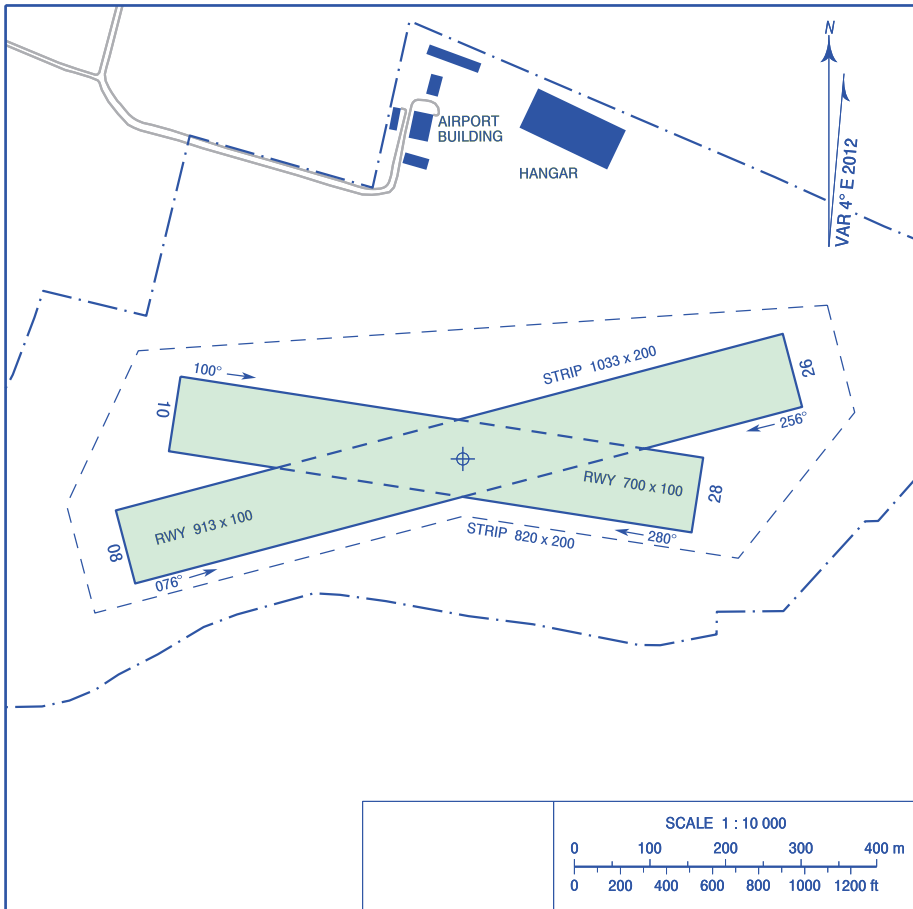 N
VAR 4° E 2012
AIRPORT
BUILDING
HANGAR
100°
10
STRIP 1033 x 200
26
256°
RWY 700 x 100
28
280°
STRIP 820 x 200
RWY 913 x 100
08
076°
SCALE 1 : 10 000
0 100 200 300 400 m
0 200 400 600 800 1000 1200 ft